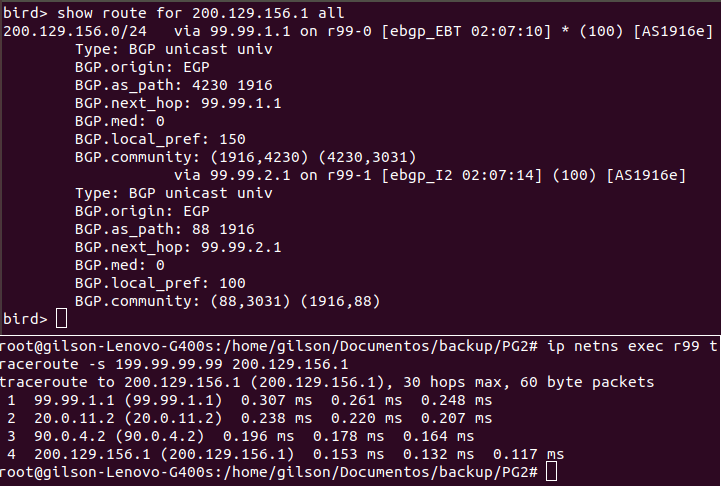 bird> show route for 200.129.156.1 all
200.129.156.0/24   via 99.99.1.1 on r99-0 [ebgp_EBT 02:07:10] * (100) [AS1916e]
        Type: BGP unicast univ
        BGP.origin: EGP
        BGP.as_path: 4230 1916
        BGP.next_hop: 99.99.1.1
        BGP.med: 0
        BGP.local_pref: 150
        BGP.community: (1916,4230) (4230,3031)
                   via 99.99.2.1 on r99-1 [ebgp_I2 02:07:14] (100) [AS1916e]
        Type: BGP unicast univ
        BGP.origin: EGP
        BGP.as_path: 88 1916
        BGP.next_hop: 99.99.2.1
        BGP.med: 0
        BGP.local_pref: 100
        BGP.community: (88,3031) (1916,88)
bird>
root@gilson-Lenovo-G400s:/home/gilson/Documentos/backup/PG2# ip netns exec r99 t
raceroute -s 199.99.99.99 200.129.156.1
traceroute to 200.129.156.1 (200.129.156.1), 30 hops max, 60 byte packets
 1  99.99.1.1 (99.99.1.1)  0.307 ms  0.261 ms  0.248 ms
 2  20.0.11.2 (20.0.11.2)  0.238 ms  0.220 ms  0.207 ms
 3  90.0.4.2 (90.0.4.2)  0.196 ms  0.178 ms  0.164 ms
 4  200.129.156.1 (200.129.156.1)  0.153 ms  0.132 ms  0.117 ms
root@gilson-Lenovo-G400s:/home/gilson/Documentos/backup/PG2#